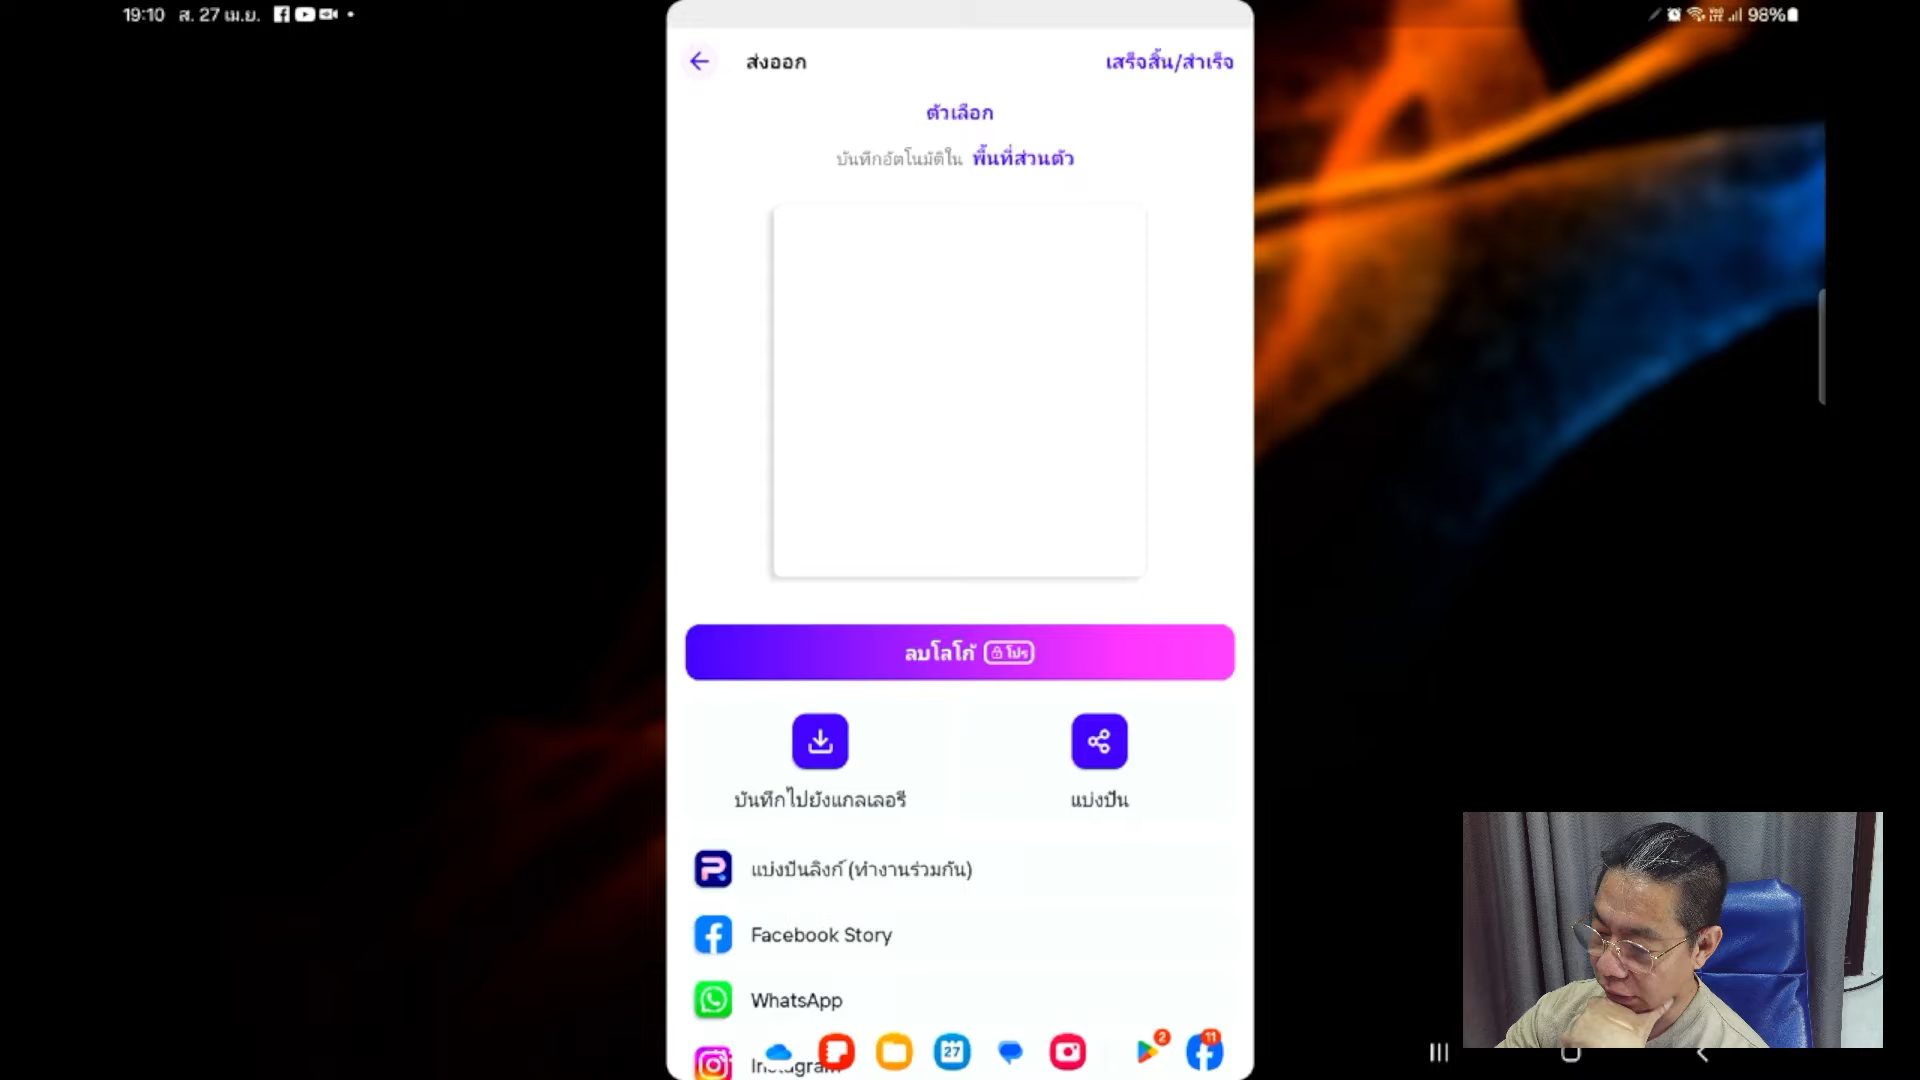 19:10 ส. 27 เม.ย.
98%
ส่งออก
เสร็จสิ้น/สำเร็จ
ตัวเลือก
บันทึกอัตโนมัติใน พื้นที่ส่วนตัว
ลบโลโก้ โปร
บันทึกไปยังแกลเลอรี
แบ่งปัน
แบ่งปันลิงก์ (ทำงานร่วมกัน)
Facebook Story
WhatsApp
27
2
11